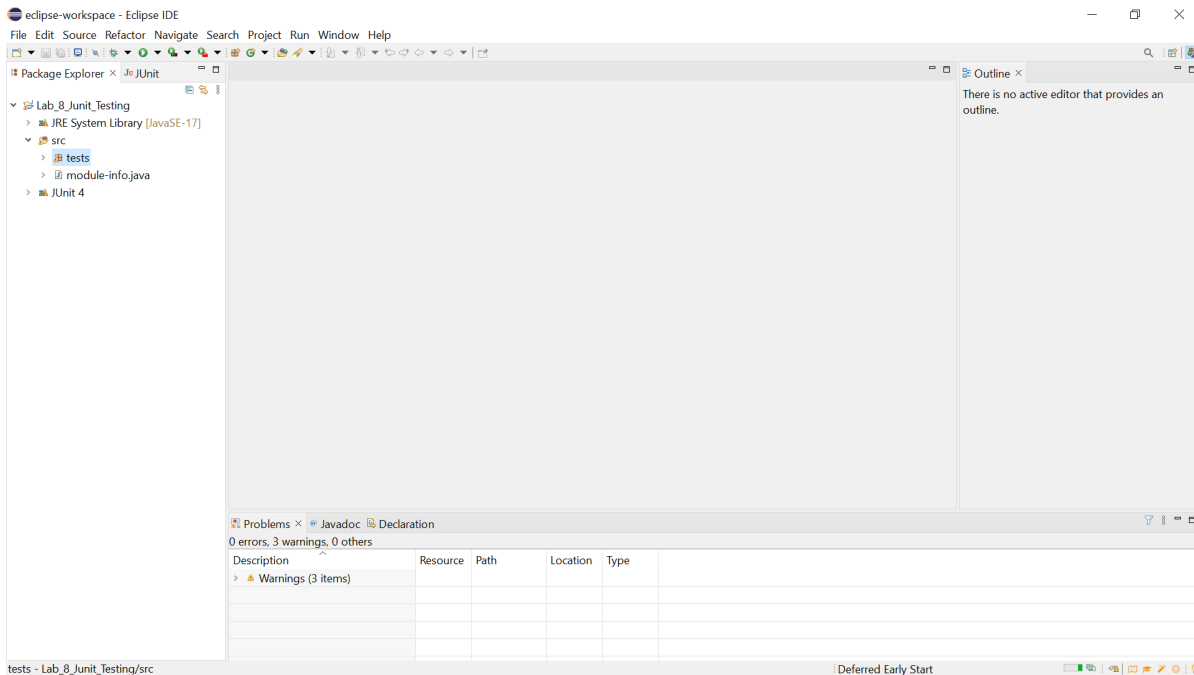 eclipse-workspace - Eclipse IDE
File Edit Source Refactor Navigate Search Project Run Window Help
Package Explorer JUnit
Lab_8_Junit_Testing
JRE System Library [JavaSE-17]
src
tests
module-info.java
JUnit 4
Outline
There is no active editor that provides an
outline.
Problems Javadoc Declaration
0 errors, 3 warnings, 0 others
Description Resource Path Location Type
Warnings (3 items)
tests - Lab_8_Junit_Testing/src
Deferred Early Start